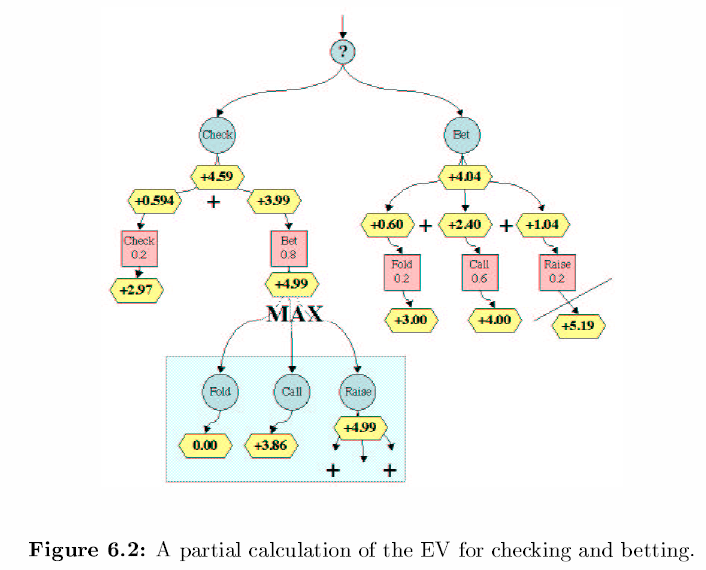 ?
Check
Bet
+4.59
+4.04
+0.594
+
+3.99
+0.60
+
+2.40
+
+1.04
Check
0.2
Bet
0.8
Fold
0.2
Call
0.6
Raise
0.2
+2.97
+4.99
+3.00
+4.00
+5.19
MAX
Fold
Call
Raise
0.00
+3.86
+4.99
+
+
Figure 6.2: A partial calculation of the EV for checking and betting.